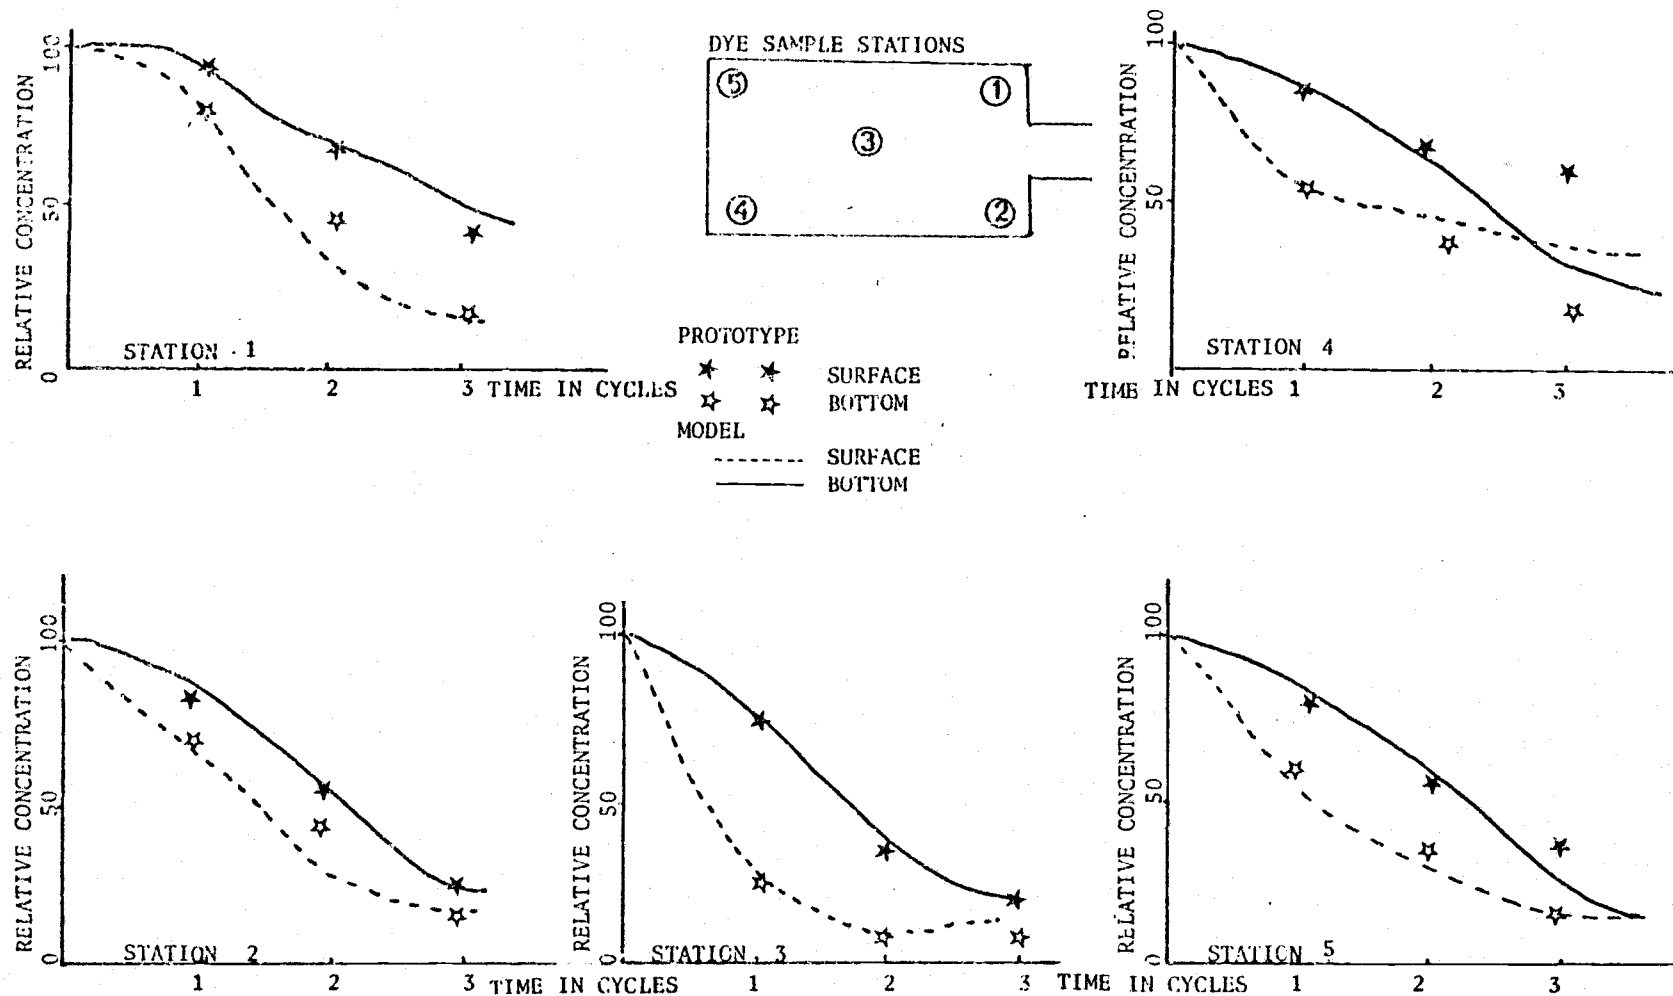 100
50
0
RELATIVE CONCENTRATION
STATION 1
1 2 3 TIME IN CYCLES
DYE SAMPLE STATIONS
5
1
3
4
2
PROTOTYPE
SURFACE
BOTTOM
MODEL
SURFACE
BOTTOM
100
50
RELATIVE CONCENTRATION
STATION 4
TIME IN CYCLES 1 2 3
100
50
0
RELATIVE CONCENTRATION
STATION 2
1 2 3 TIME IN CYCLES
100
50
0
RELATIVE CONCENTRATION
STATION 3
1 2 3
100
50
0
RELATIVE CONCENTRATION
STATION 5
TIME IN CYCLES 1 2 3